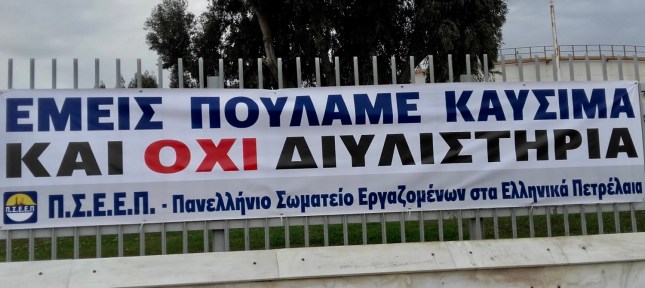 ΕΜΕΙΣ ΠΟΥΛΑΜΕ ΚΑΥΣΙΜΑ
ΚΑΙ ΟΧΙ ΔΙΥΛΙΣΤΗΡΙΑ
Π.Σ.Ε.Ε.Π. - Πανελλήνιο Σωματείο Εργαζομένων στα Ελληνικά Πετρέλαια
Π.Σ.Ε.Ε.Π